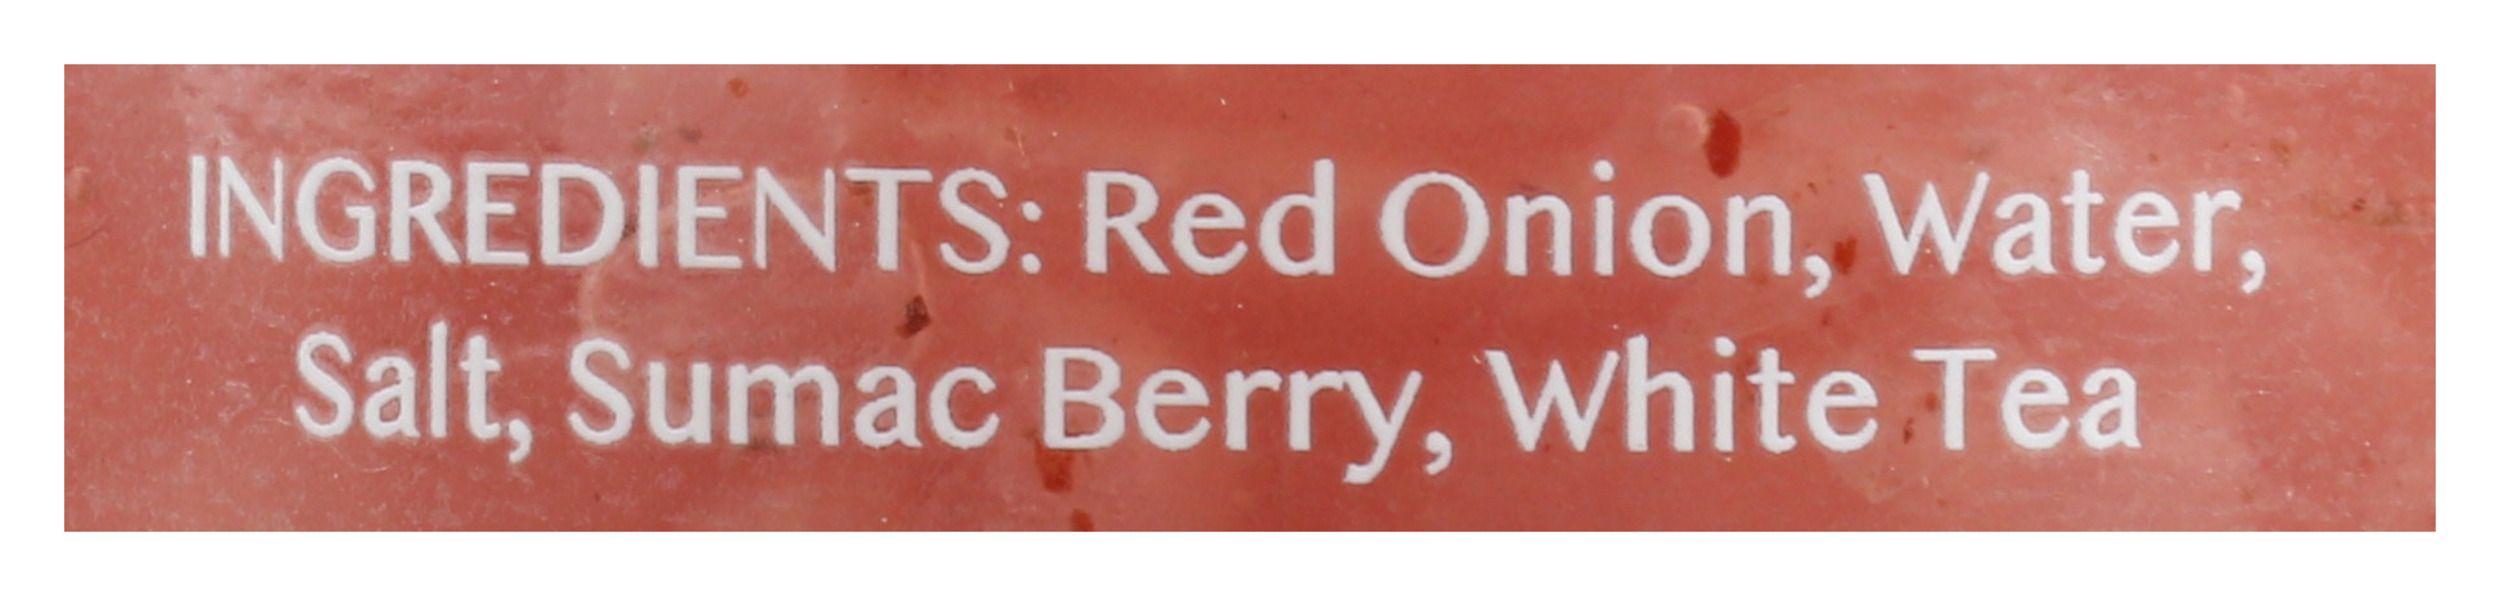 INGREDIENTS: Red Onion, Water,
Salt, Sumac Berry, White Tea